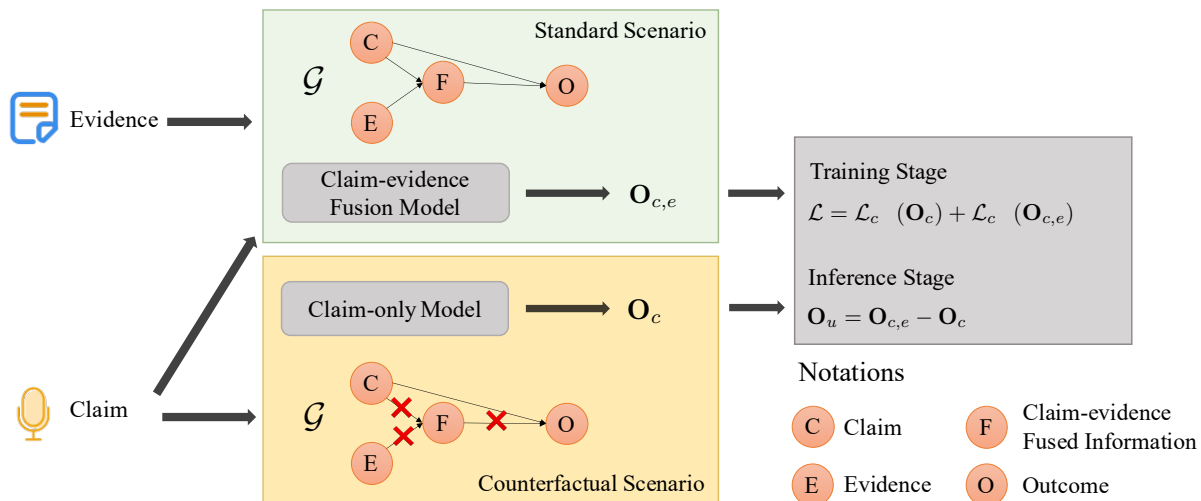 Standard Scenario
C
G
F
O
E
Evidence
Claim-evidence
Fusion Model
O_{c,e}
Training Stage
ℒ = ℒ_c (O_c) + ℒ_c (O_{c,e})
Claim-only Model
O_c
Inference Stage
O_u = O_{c,e} − O_c
Claim
C
G
F
O
E
Counterfactual Scenario
Notations
C Claim
F Claim-evidence
Fused Information
E Evidence
O Outcome